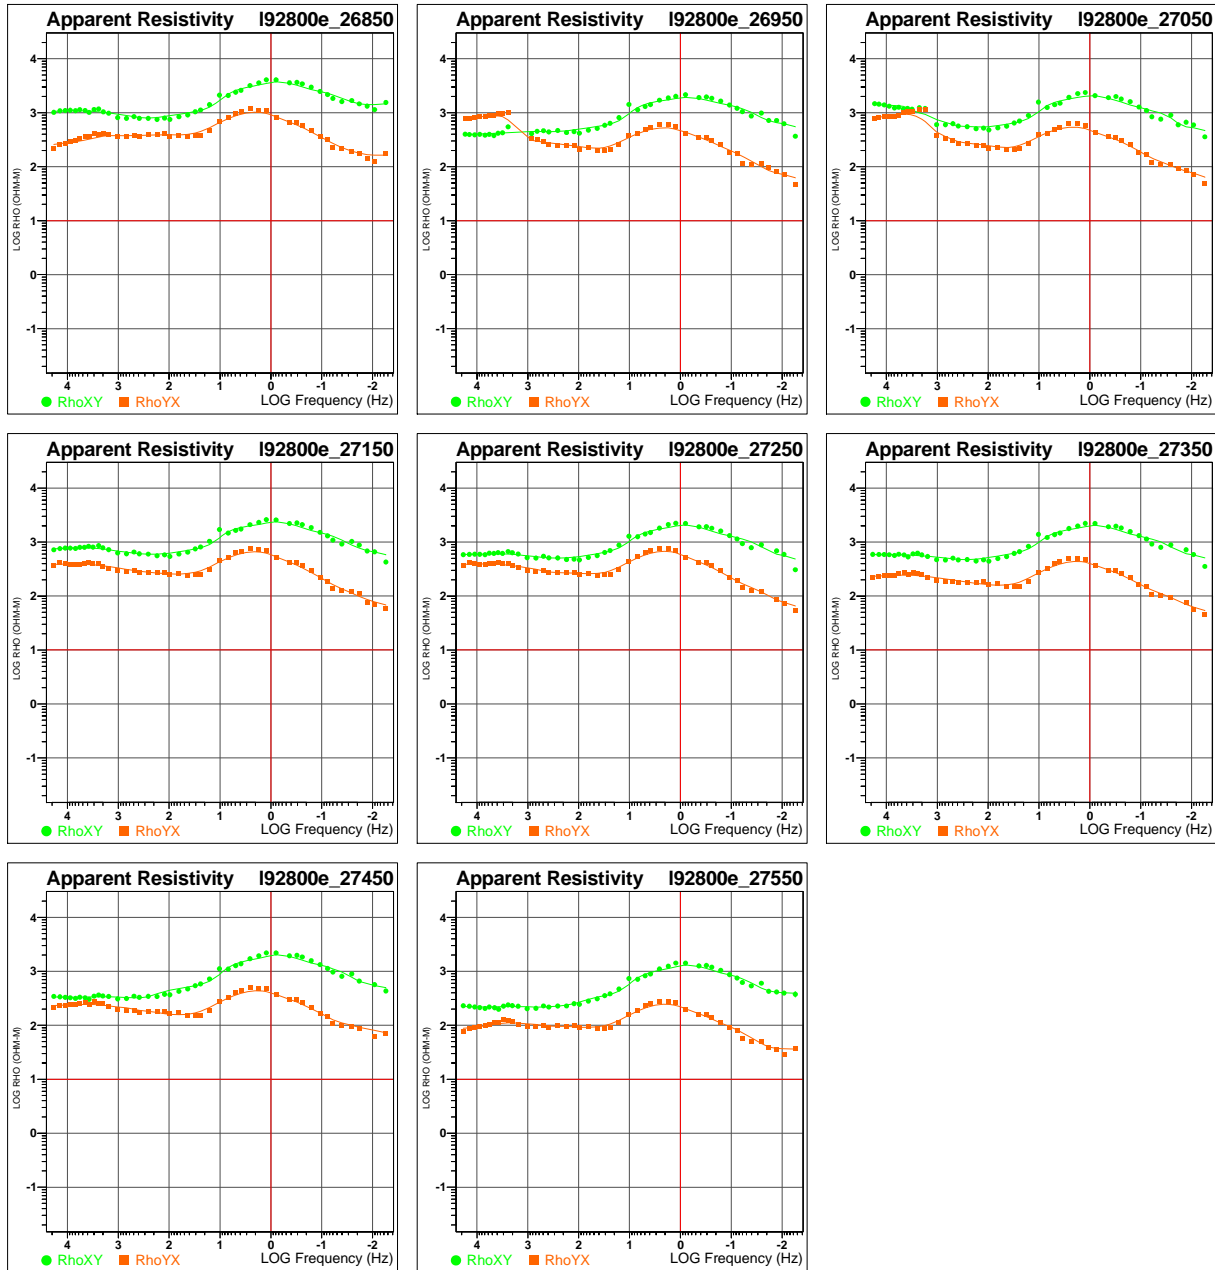 Apparent Resistivity I92800e_26850
4
3
2
1
0
-1
LOG RHO (OHM-M)
4 3 2 1 0 -1 -2
RhoXY RhoYX LOG Frequency (Hz)
Apparent Resistivity I92800e_26950
4
3
2
1
0
-1
LOG RHO (OHM-M)
4 3 2 1 0 -1 -2
RhoXY RhoYX LOG Frequency (Hz)
Apparent Resistivity I92800e_27050
4
3
2
1
0
-1
LOG RHO (OHM-M)
4 3 2 1 0 -1 -2
RhoXY RhoYX LOG Frequency (Hz)
Apparent Resistivity I92800e_27150
4
3
2
1
0
-1
LOG RHO (OHM-M)
4 3 2 1 0 -1 -2
RhoXY RhoYX LOG Frequency (Hz)
Apparent Resistivity I92800e_27250
4
3
2
1
0
-1
LOG RHO (OHM-M)
4 3 2 1 0 -1 -2
RhoXY RhoYX LOG Frequency (Hz)
Apparent Resistivity I92800e_27350
4
3
2
1
0
-1
LOG RHO (OHM-M)
4 3 2 1 0 -1 -2
RhoXY RhoYX LOG Frequency (Hz)
Apparent Resistivity I92800e_27450
4
3
2
1
0
-1
LOG RHO (OHM-M)
4 3 2 1 0 -1 -2
RhoXY RhoYX LOG Frequency (Hz)
Apparent Resistivity I92800e_27550
4
3
2
1
0
-1
LOG RHO (OHM-M)
4 3 2 1 0 -1 -2
RhoXY RhoYX LOG Frequency (Hz)